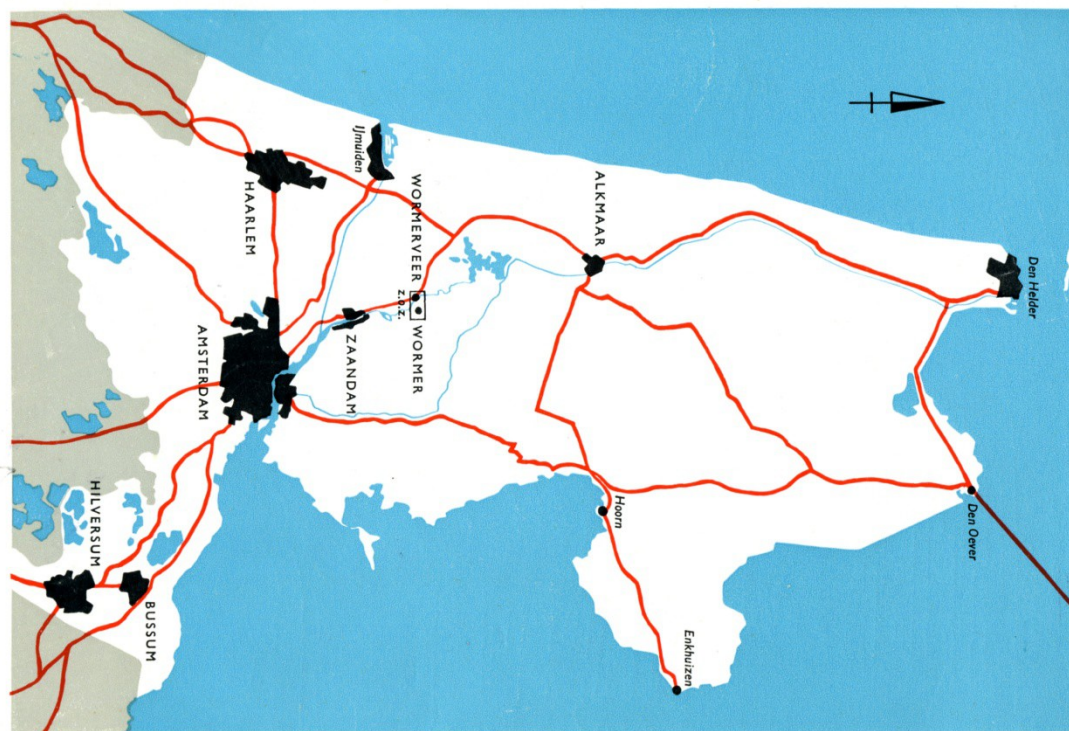 Den Helder
Den Oever
ALKMAAR
Hoorn
Enkhuizen
IJmuiden
WORMERVEER
z.o.z.
WORMER
HAARLEM
ZAANDAM
AMSTERDAM
HILVERSUM
BUSSUM